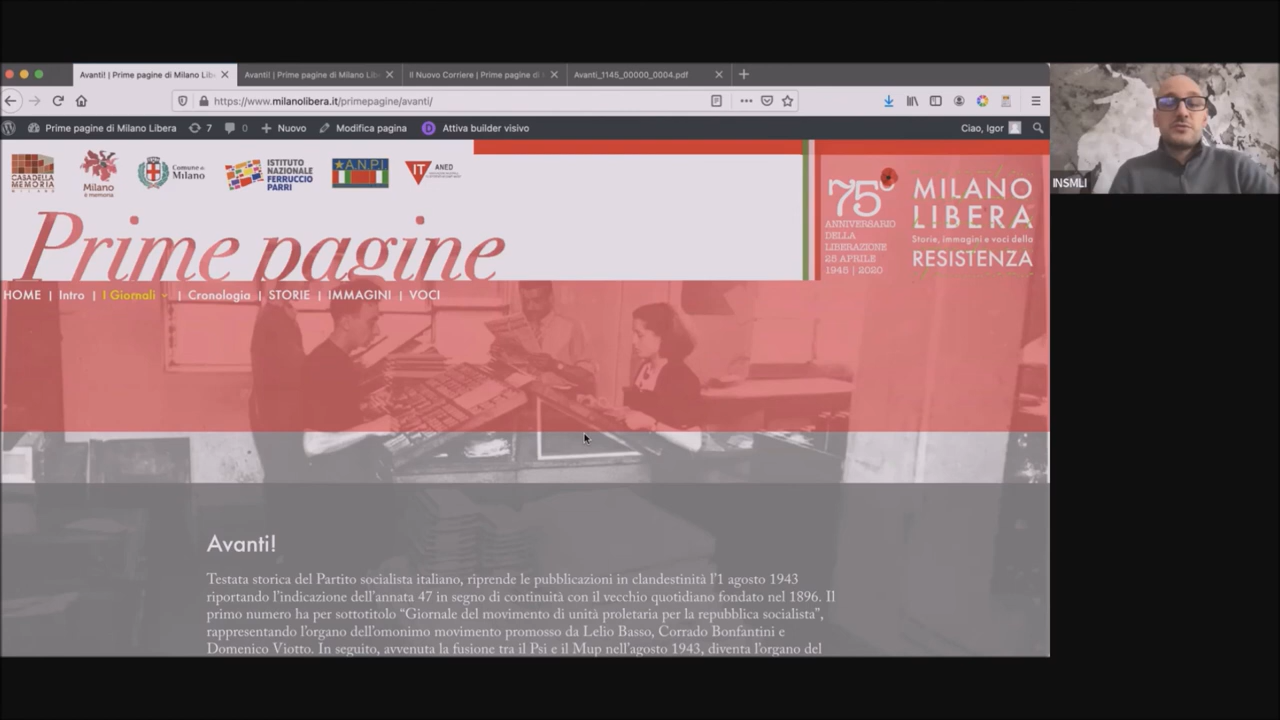 Avanti! | Prime pagine di Milano Lib
Avanti! | Prime pagine di Milano Lib
Il Nuovo Corriere | Prime pagine di
Avanti_1145_00000_0004.pdf
https://www.milanolibera.it/primepagine/avanti/
Prime pagine di Milano Libera
7
0
Nuovo
Modifica pagina
D
Attiva builder visivo
Ciao, Igor
CASA DELLA
MEMORIA
MILANO
Milano
è memoria
Comune di
Milano
ISTITUTO
NAZIONALE
FERRUCCIO
PARRI
ANPI
IT
ANED
Prime pagine
75°
ANNIVERSARIO
DELLA
LIBERAZIONE
25 APRILE
1945 | 2020
MILANO
LIBERA
Storie, immagini e voci della
RESISTENZA
HOME | Intro | I Giornali | Cronologia | STORIE | IMMAGINI | VOCI
INSMLI
Avanti!
Testata storica del Partito socialista italiano, riprende le pubblicazioni in clandestinità l'1 agosto 1943
riportando l'indicazione dell'annata 47 in segno di continuità con il vecchio quotidiano fondato nel 1896. Il
primo numero ha per sottotitolo “Giornale del movimento di unità proletaria per la repubblica socialista”,
rappresentando l'organo dell'omonimo movimento promosso da Lelio Basso, Corrado Bonfantini e
Domenico Viotto. In seguito, avvenuta la fusione tra il Psi e il Mup nell'agosto 1943, diventa l'organo del